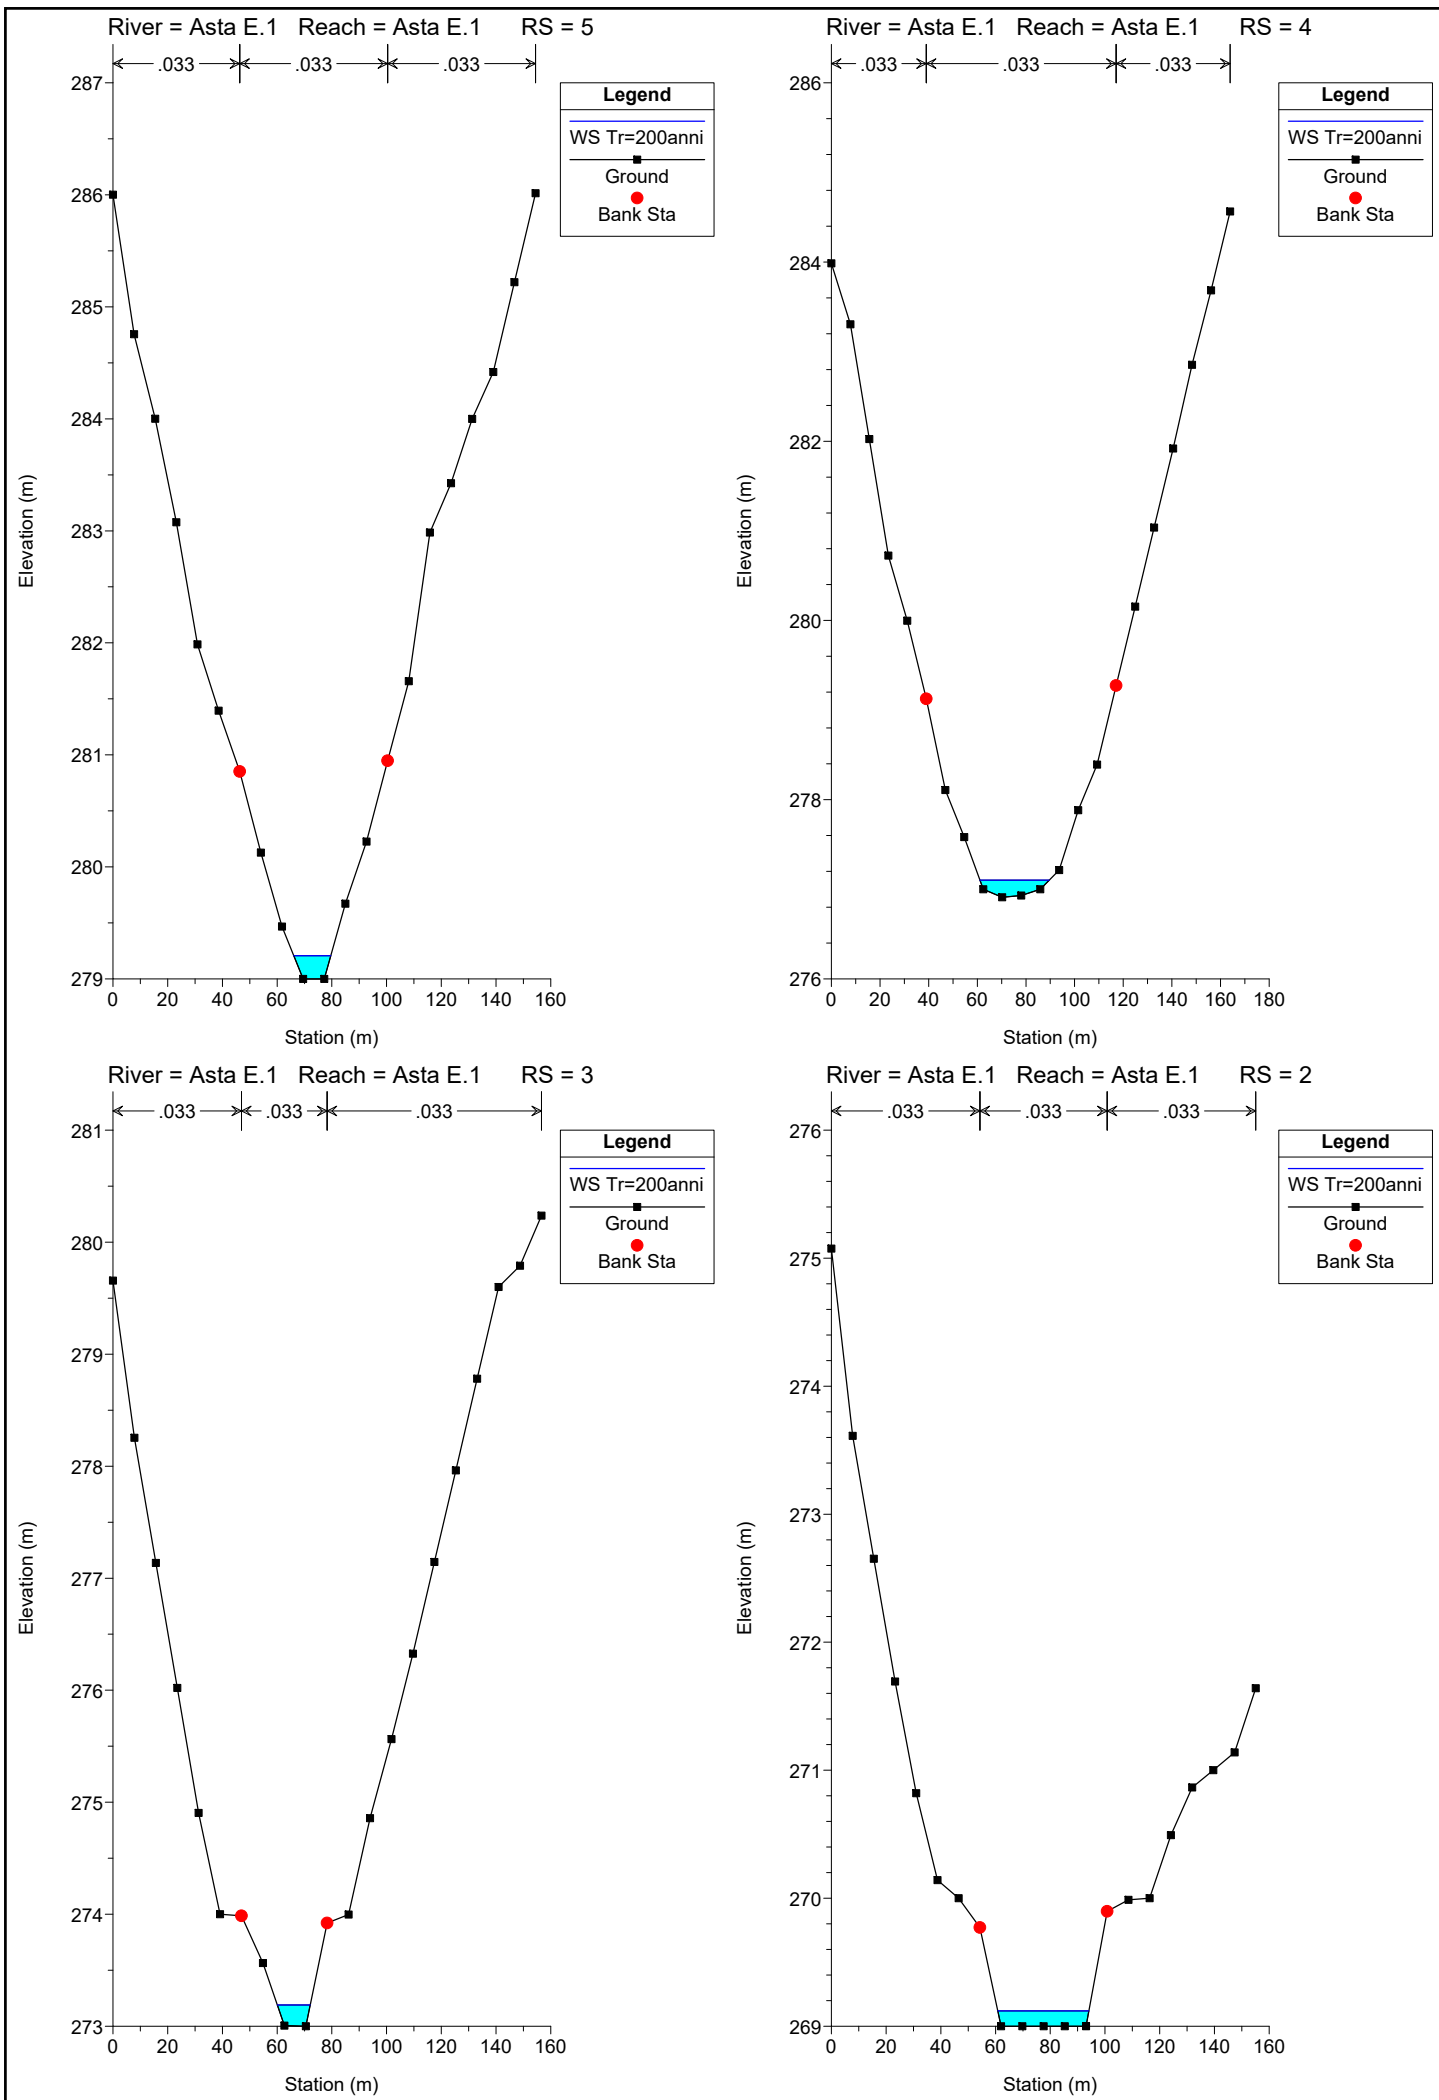 River = Asta E.1 Reach = Asta E.1 RS = 5
.033 .033 .033
Legend
WS Tr=200anni
Ground
Bank Sta
287
286
285
284
283
282
281
280
279
Elevation (m)
0 20 40 60 80 100 120 140 160
Station (m)
River = Asta E.1 Reach = Asta E.1 RS = 4
.033 .033 .033
Legend
WS Tr=200anni
Ground
Bank Sta
286
284
282
280
278
276
Elevation (m)
0 20 40 60 80 100 120 140 160 180
Station (m)
River = Asta E.1 Reach = Asta E.1 RS = 3
.033 .033 .033
Legend
WS Tr=200anni
Ground
Bank Sta
281
280
279
278
277
276
275
274
273
Elevation (m)
0 20 40 60 80 100 120 140 160
Station (m)
River = Asta E.1 Reach = Asta E.1 RS = 2
.033 .033 .033
Legend
WS Tr=200anni
Ground
Bank Sta
276
275
274
273
272
271
270
269
Elevation (m)
0 20 40 60 80 100 120 140 160
Station (m)